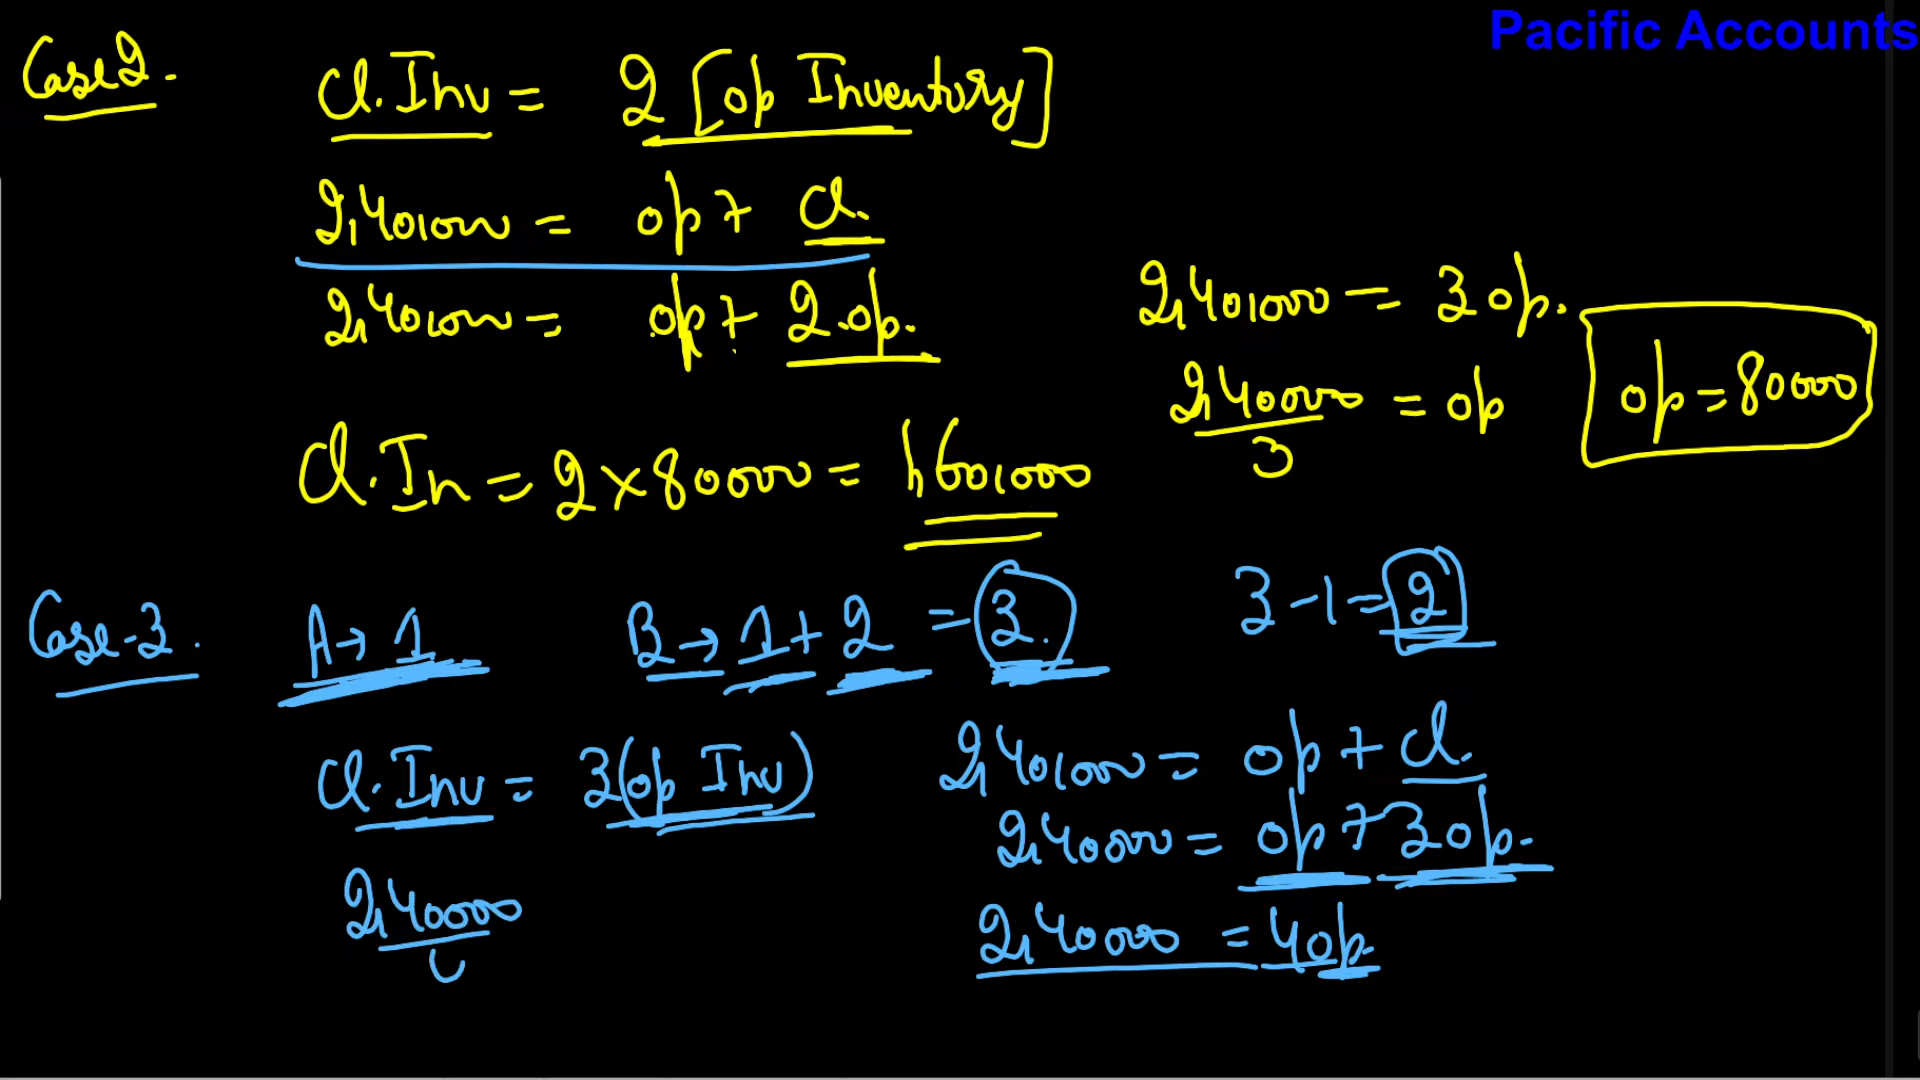 Pacific Accounts
Case 2.
Cl. Inv = 2 [op Inventory]
2,40,000 = op + cl.
2,40,000 = op + 2 op.
2,40,000 = 3 op.
2,40,000 / 3 = op
op = 80000
Cl. In = 2 × 80000 = 1,60,000
Case-3.
A → 1
B → 1 + 2 = 3.
3 - 1 = 2
Cl. Inv = 3(op Inv)
2,40,000 = op + cl.
2,40000 = op + 3 op.
2,40000 = 4 op.
2,40000